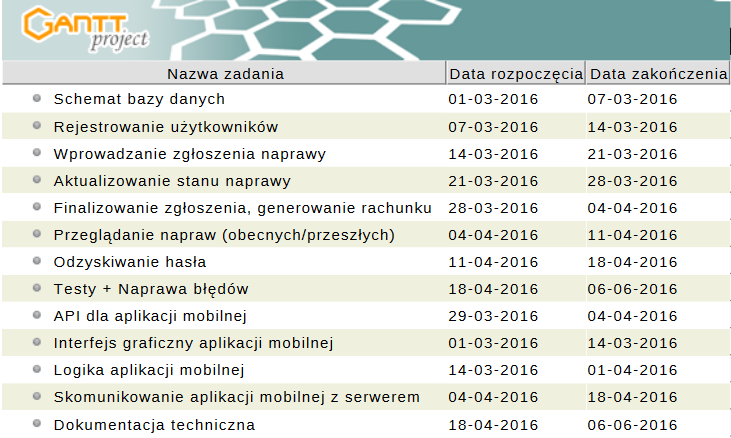 GANTT
project
Nazwa zadania Data rozpoczęcia Data zakończenia
Schemat bazy danych 01-03-2016 07-03-2016
Rejestrowanie użytkowników 07-03-2016 14-03-2016
Wprowadzanie zgłoszenia naprawy 14-03-2016 21-03-2016
Aktualizowanie stanu naprawy 21-03-2016 28-03-2016
Finalizowanie zgłoszenia, generowanie rachunku 28-03-2016 04-04-2016
Przeglądanie napraw (obecnych/przeszłych) 04-04-2016 11-04-2016
Odzyskiwanie hasła 11-04-2016 18-04-2016
Testy + Naprawa błędów 18-04-2016 06-06-2016
API dla aplikacji mobilnej 29-03-2016 04-04-2016
Interfejs graficzny aplikacji mobilnej 01-03-2016 14-03-2016
Logika aplikacji mobilnej 14-03-2016 01-04-2016
Skomunikowanie aplikacji mobilnej z serwerem 04-04-2016 18-04-2016
Dokumentacja techniczna 18-04-2016 06-06-2016